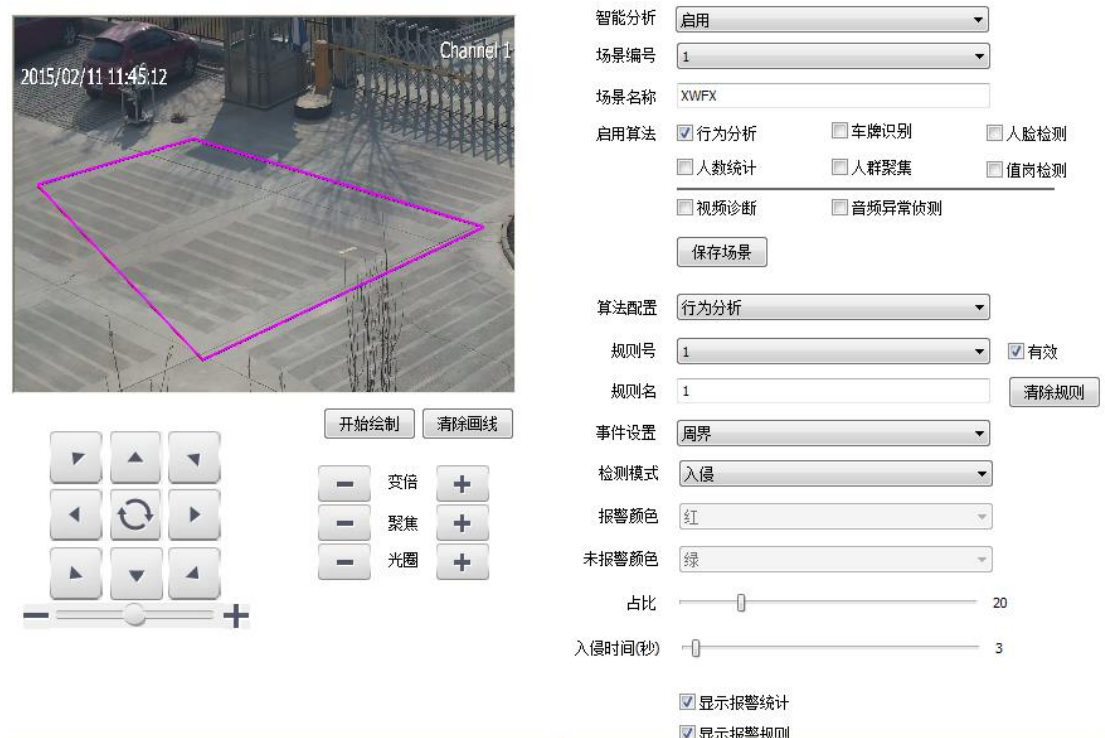 Channel 1
2015/02/11 11:45:12
开始绘制 清除画线
变倍
聚焦
光圈
智能分析 启用
场景编号 1
场景名称 XWFX
启用算法 行为分析 车牌识别 人脸检测
人数统计 人群聚集 值岗检测
视频诊断 音频异常侦测
保存场景
算法配置 行为分析
规则号 1 有效
规则名 1 清除规则
事件设置 周界
检测模式 入侵
报警颜色 红
未报警颜色 绿
占比 20
入侵时间(秒) 3
显示报警统计
显示报警规则